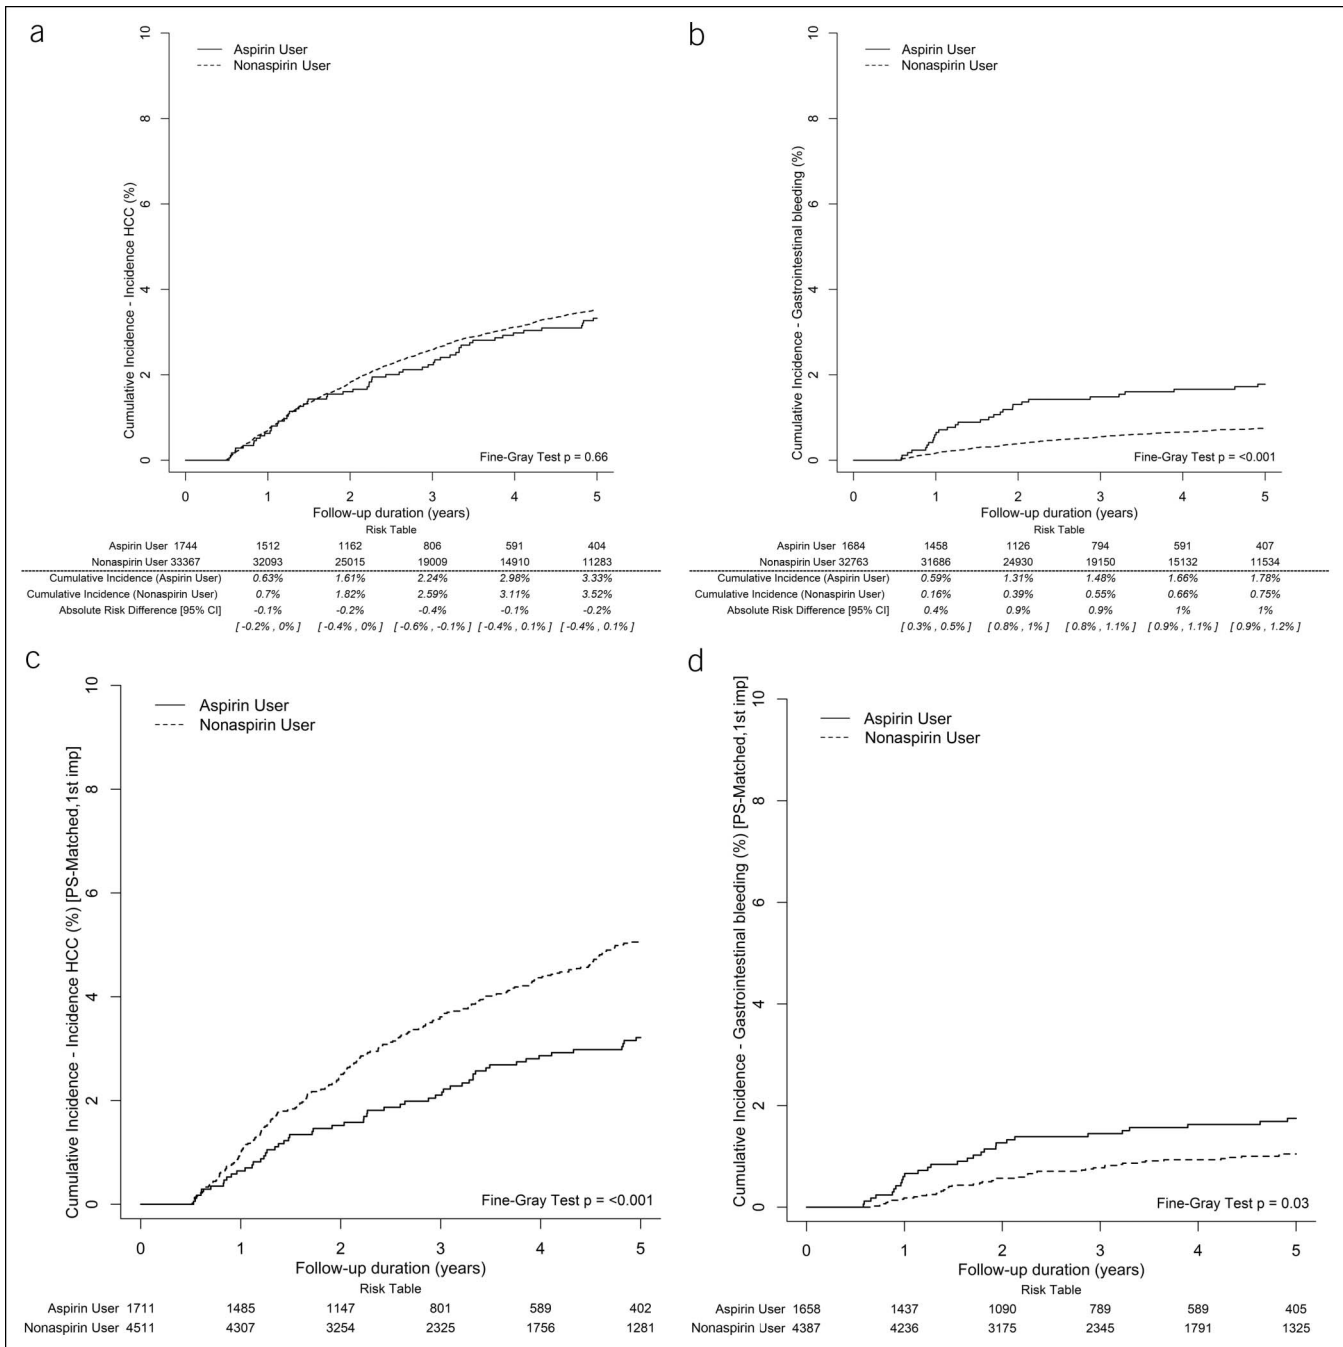 a
Cumulative Incidence - Incidence HCC (%)
10
8
6
4
2
0
Aspirin User
Nonaspirin User
Fine-Gray Test p = 0.66
0 1 2 3 4 5
Follow-up duration (years)
Risk Table
Aspirin User 1744 1512 1162 806 591 404
Nonaspirin User 33367 32093 25015 19009 14910 11283
Cumulative Incidence (Aspirin User) 0.63% 1.61% 2.24% 2.98% 3.33%
Cumulative Incidence (Nonaspirin User) 0.7% 1.82% 2.59% 3.11% 3.52%
Absolute Risk Difference [95% CI] -0.1% -0.2% -0.4% -0.1% -0.2%
[ -0.2% , 0% ] [ -0.4% , 0% ] [ -0.6% , -0.1% ] [ -0.4% , 0.1% ] [ -0.4% , 0.1% ]
b
Cumulative Incidence - Gastrointestinal bleeding (%)
10
8
6
4
2
0
Aspirin User
Nonaspirin User
Fine-Gray Test p = <0.001
0 1 2 3 4 5
Follow-up duration (years)
Risk Table
Aspirin User 1684 1458 1126 794 591 407
Nonaspirin User 32763 31686 24930 19150 15132 11534
Cumulative Incidence (Aspirin User) 0.59% 1.31% 1.48% 1.66% 1.78%
Cumulative Incidence (Nonaspirin User) 0.16% 0.39% 0.55% 0.66% 0.75%
Absolute Risk Difference [95% CI] 0.4% 0.9% 0.9% 1% 1%
[ 0.3% , 0.5% ] [ 0.8% , 1% ] [ 0.8% , 1.1% ] [ 0.9% , 1.1% ] [ 0.9% , 1.2% ]
c
Cumulative Incidence - Incidence HCC (%) [PS-Matched,1st imp]
10
8
6
4
2
0
Aspirin User
Nonaspirin User
Fine-Gray Test p = <0.001
0 1 2 3 4 5
Follow-up duration (years)
Risk Table
Aspirin User 1711 1485 1147 801 589 402
Nonaspirin User 4511 4307 3254 2325 1756 1281
d
Cumulative Incidence - Gastrointestinal bleeding (%) [PS-Matched,1st imp]
10
8
6
4
2
0
Aspirin User
Nonaspirin User
Fine-Gray Test p = 0.03
0 1 2 3 4 5
Follow-up duration (years)
Risk Table
Aspirin User 1658 1437 1090 789 589 405
Nonaspirin User 4387 4236 3175 2345 1791 1325